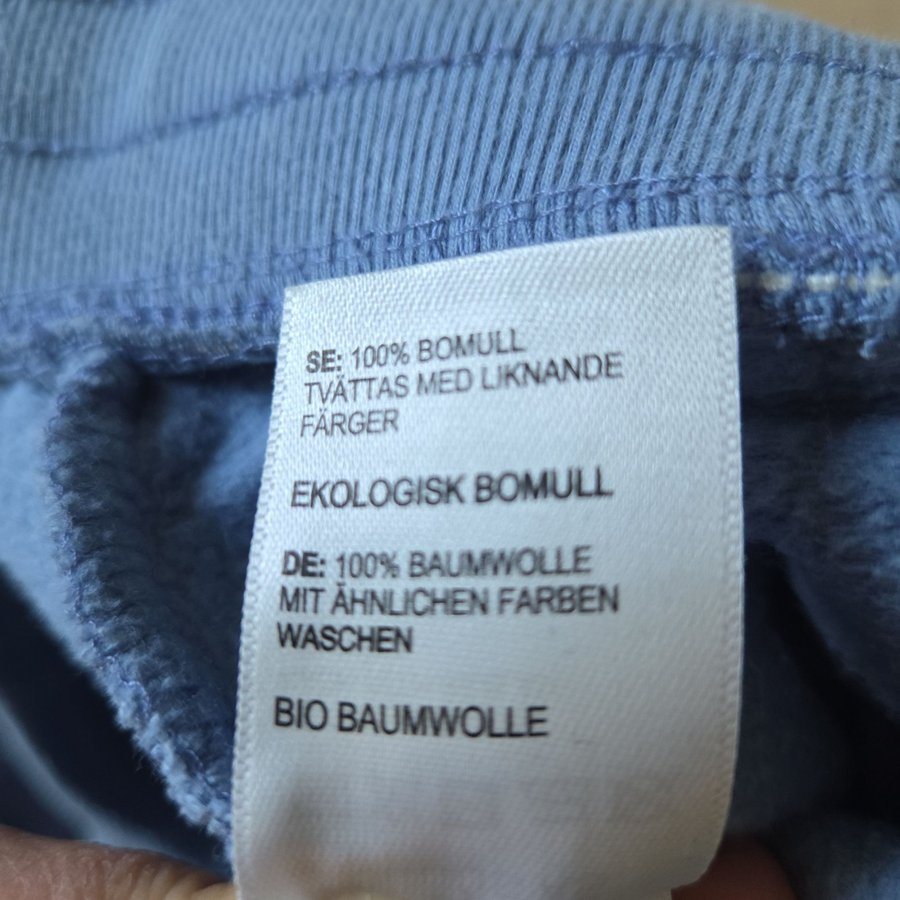 SE: 100% BOMULL
TVÄTTAS MED LIKNANDE
FÄRGER
EKOLOGISK BOMULL
DE: 100% BAUMWOLLE
MIT ÄHNLICHEN FARBEN
WASCHEN
BIO BAUMWOLLE